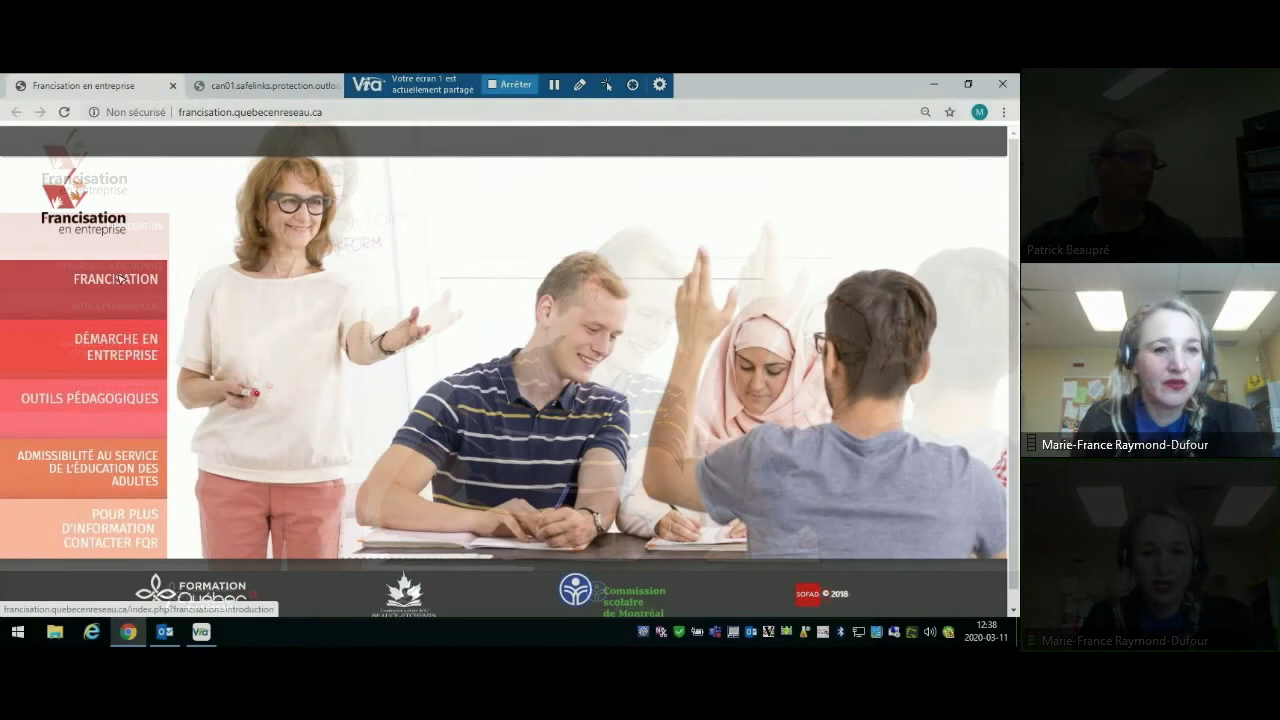 Francisation en entreprise
can01.safelinks.protection.outlo
Via
Votre écran 1 est
actuellement partagé
Arrêter
Non sécurisé
francisation.quebecenreseau.ca
M
Francisation
en entreprise
FRANCISATION
DÉMARCHE EN
ENTREPRISE
OUTILS PÉDAGOGIQUES
ADMISSIBILITÉ AU SERVICE
DE L'ÉDUCATION DES
ADULTES
POUR PLUS
D'INFORMATION
CONTACTER FQR
FORMATION
Québec
Commission
scolaire
de Montréal
SOFAD © 2018
francisation.quebecenreseau.ca/index.php?francisation=introduction
12:38
2020-03-11
Patrick Beaupré
Marie-France Raymond-Dufour
Marie-France Raymond-Dufour